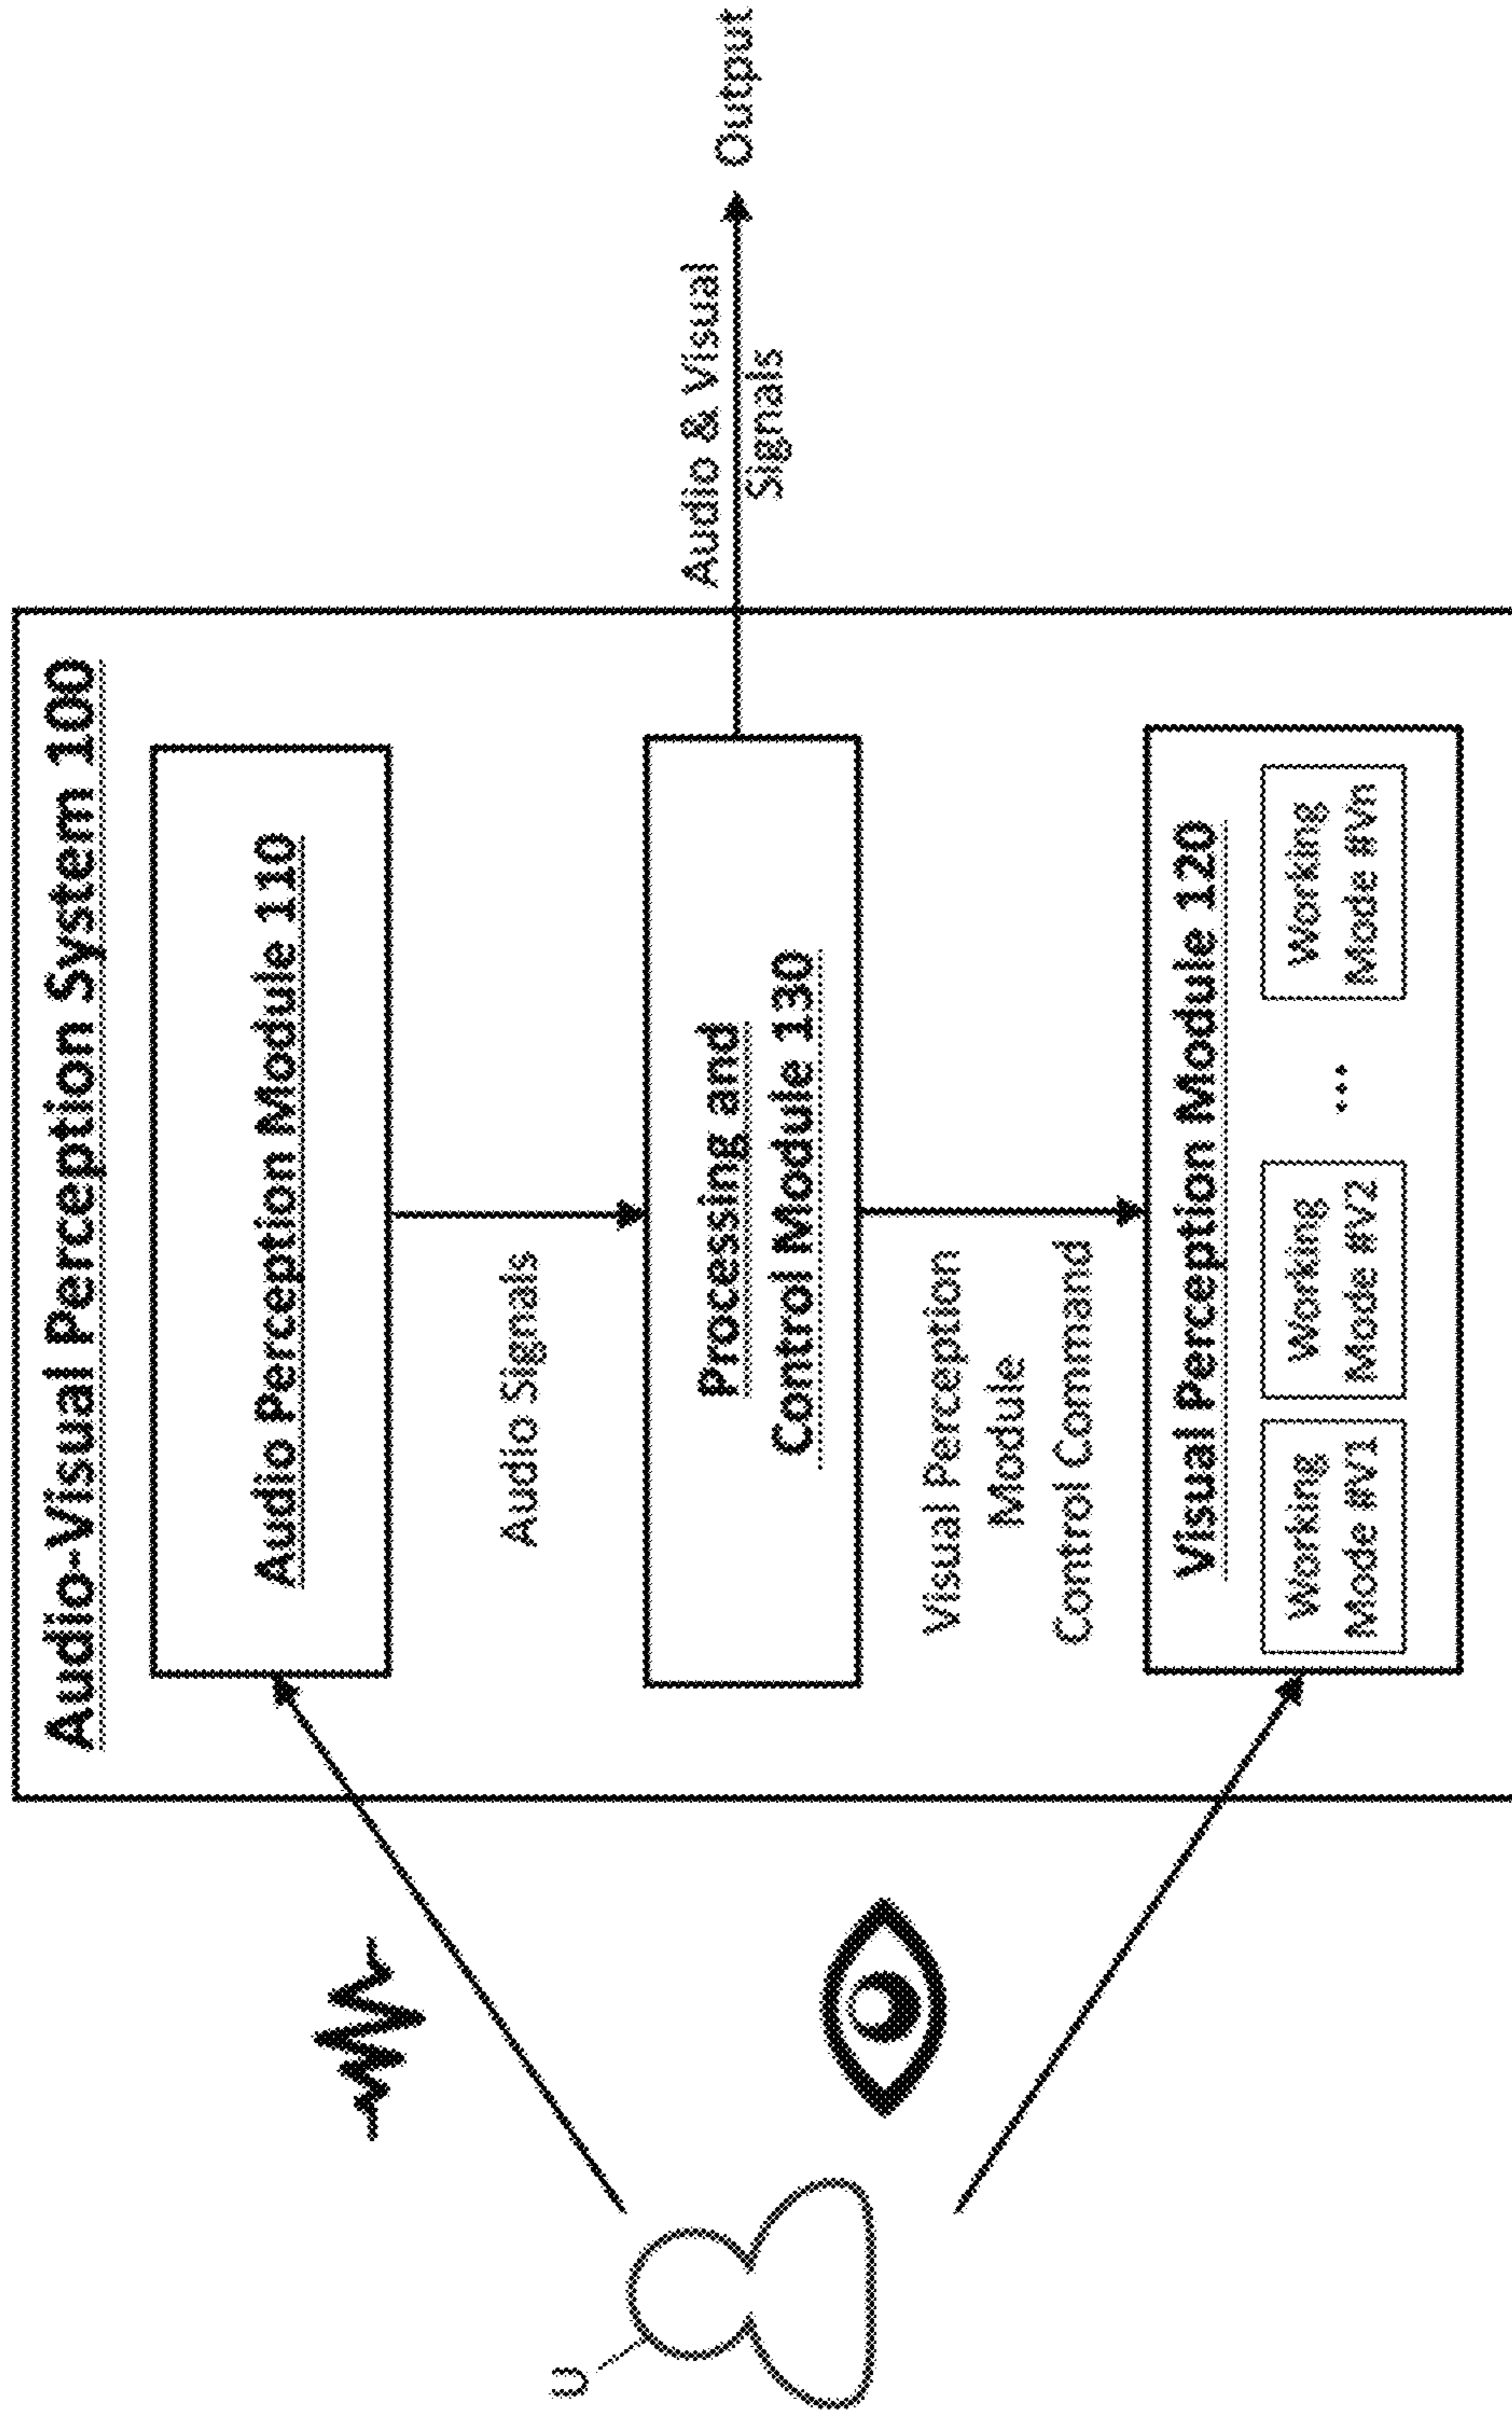 Audio-Visual Perception System 100
Audio Perception Module 110
Audio Signals
Processing and
Control Module 130
Audio & Visual
Signals
Output
Visual Perception
Module
Control Command
Visual Perception Module 120
Working
Mode #V1
Working
Mode #V2
...
Working
Mode #Vn
U